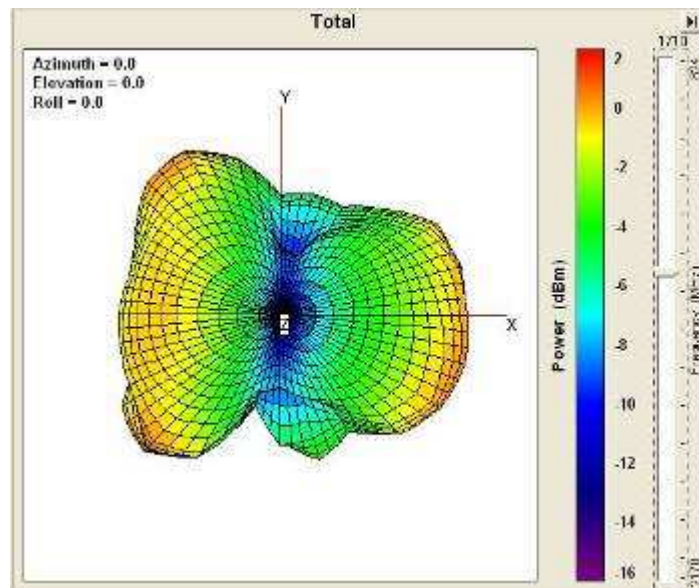 Total
Azimuth = 0.0
Elevation = 0.0
Roll = 0.0
Y
X
Z
Power (dBm)
2
0
-2
-4
-6
-8
-10
-12
-14
-16
1/10